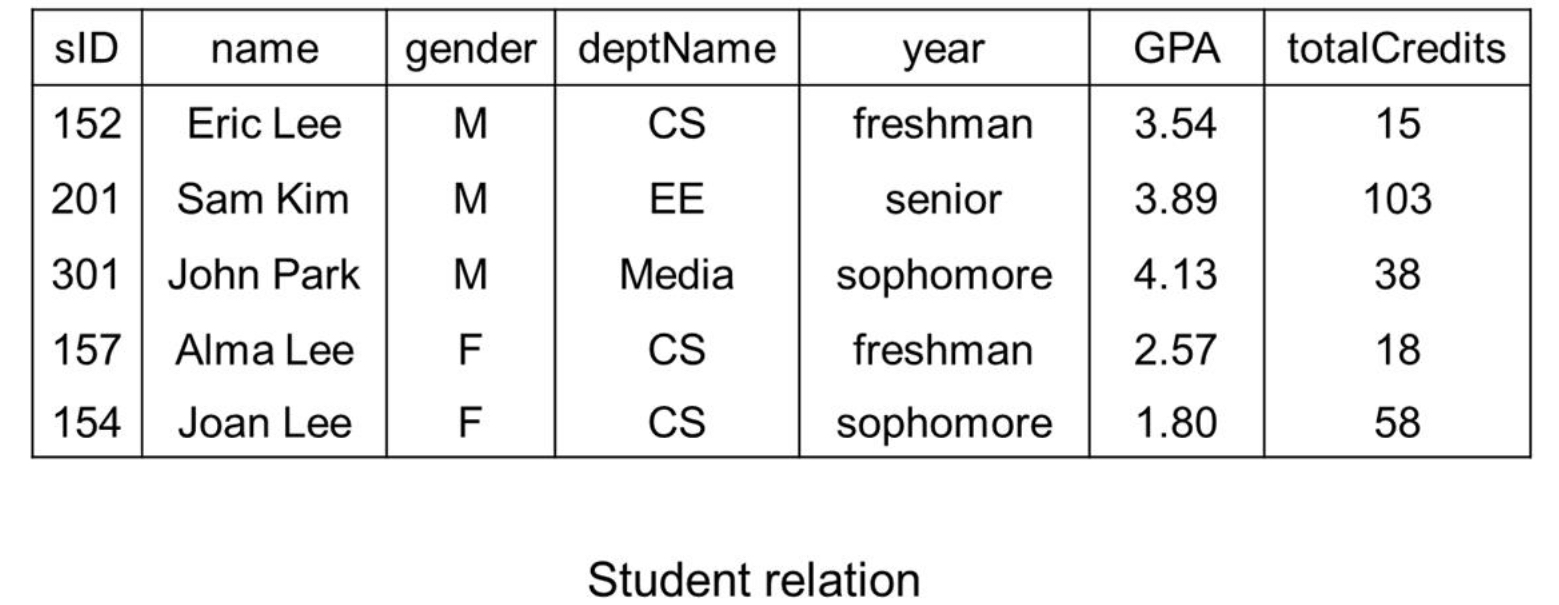 sID name gender deptName year GPA totalCredits
152 Eric Lee M CS freshman 3.54 15
201 Sam Kim M EE senior 3.89 103
301 John Park M Media sophomore 4.13 38
157 Alma Lee F CS freshman 2.57 18
154 Joan Lee F CS sophomore 1.80 58
Student relation